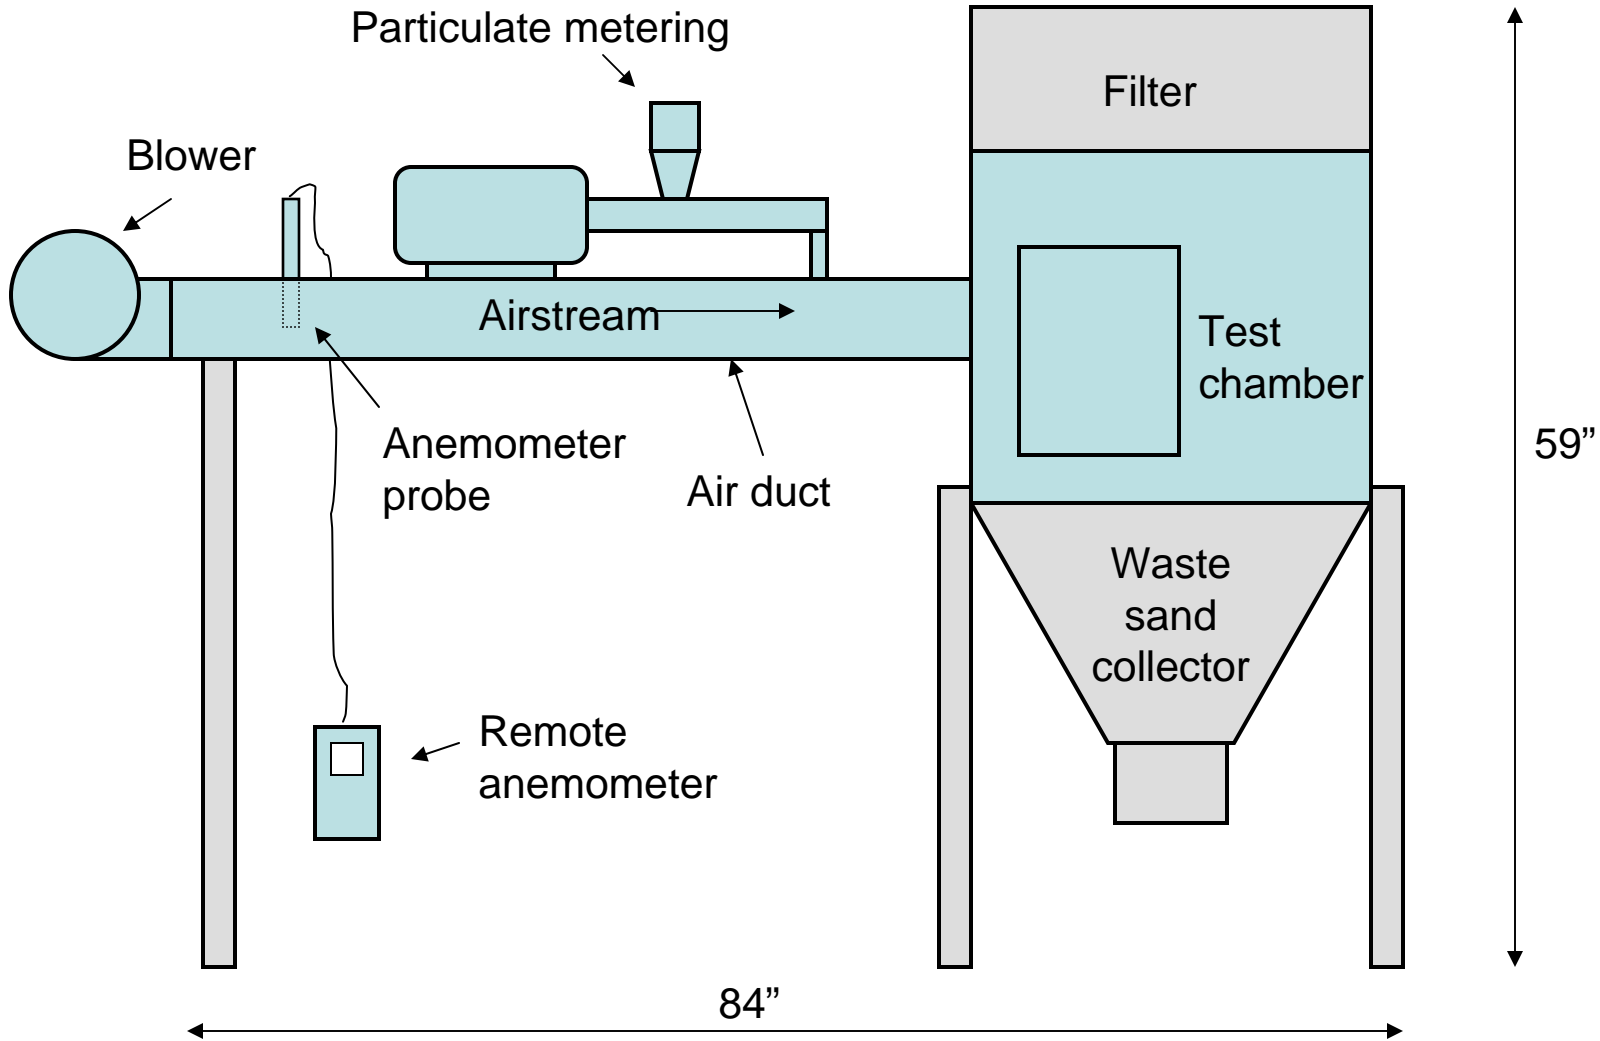 Particulate metering
Filter
Blower
Airstream
Test
chamber
Anemometer
probe
Air duct
59”
Waste
sand
collector
Remote
anemometer
84”